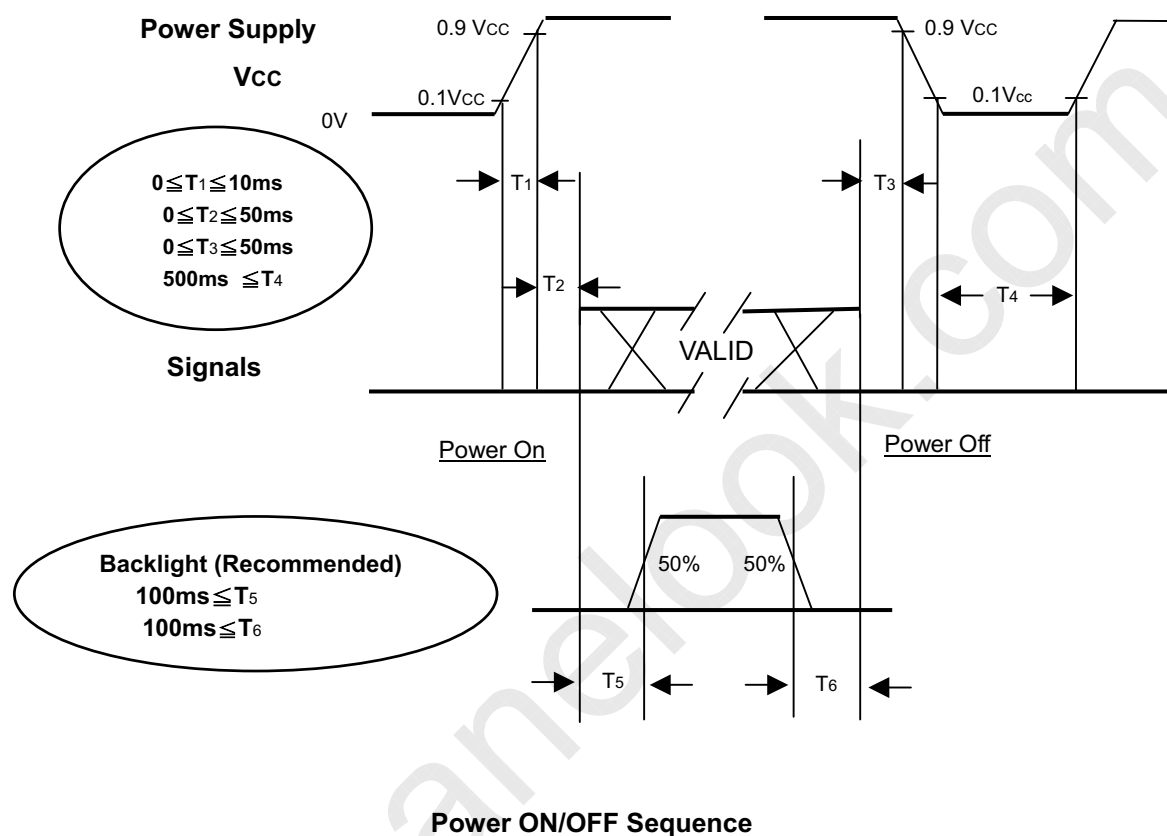 Power Supply
VCC
0.9 VCC
0.9 VCC
0.1VCC
0.1Vcc
0V
0≦T1≦10ms
0≦T2≦50ms
0≦T3≦50ms
500ms ≦T4
T1
T3
T2
T4
VALID
Signals
Power On
Power Off
Backlight (Recommended)
100ms≦T5
100ms≦T6
50%
50%
T5
T6
Power ON/OFF Sequence
anelook.com